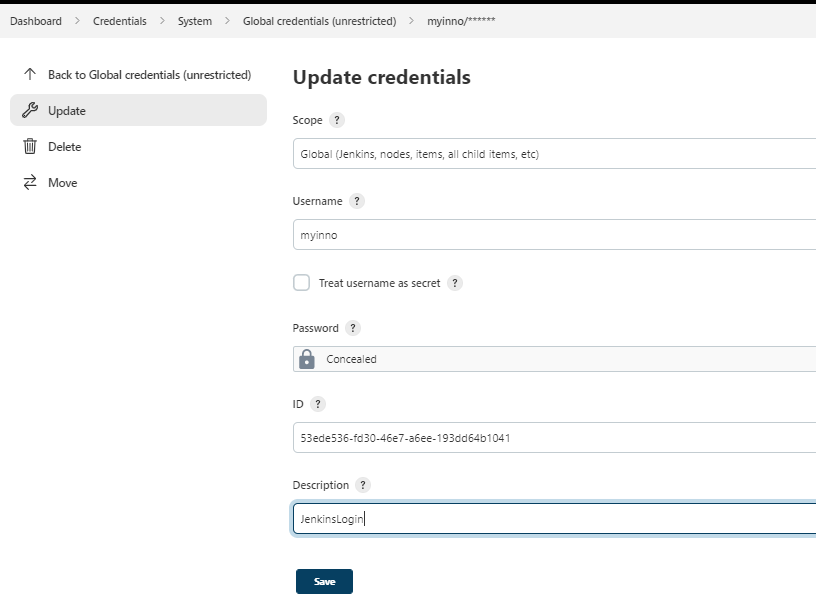 Dashboard > Credentials > System > Global credentials (unrestricted) > myinno/******
Back to Global credentials (unrestricted)
Update
Delete
Move
Update credentials
Scope ?
Global (Jenkins, nodes, items, all child items, etc)
Username ?
myinno
Treat username as secret ?
Password ?
Concealed
ID ?
53ede536-fd30-46e7-a6ee-193dd64b1041
Description ?
JenkinsLogin
Save